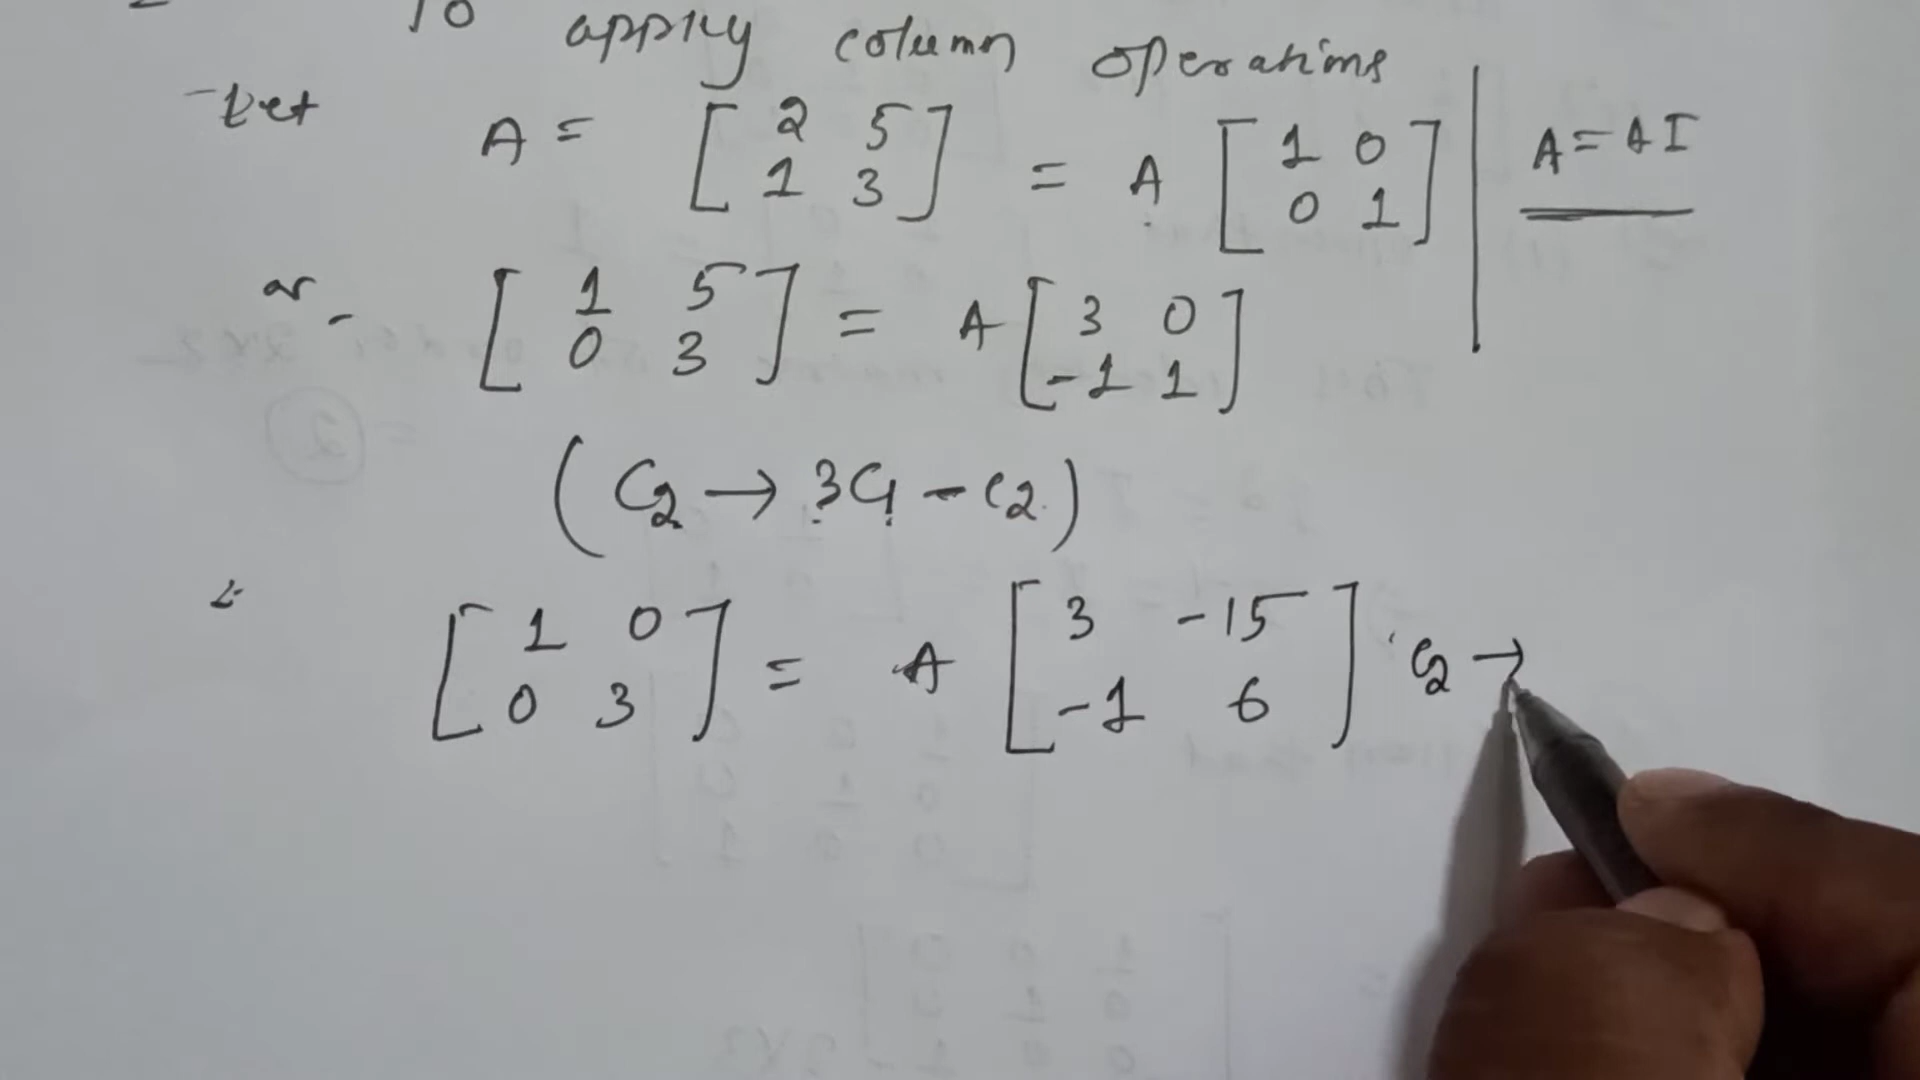 To apply column operations
Let A = [ 2 5 1 3 ] = A [ 1 0 0 1 ] | A = AI
or - [ 1 5 0 3 ] = A [ 3 0 -1 1 ]
( C2 → 3C1 - C2 )
[ 1 0 0 3 ] = A [ 3 -15 -1 6 ] C2 →